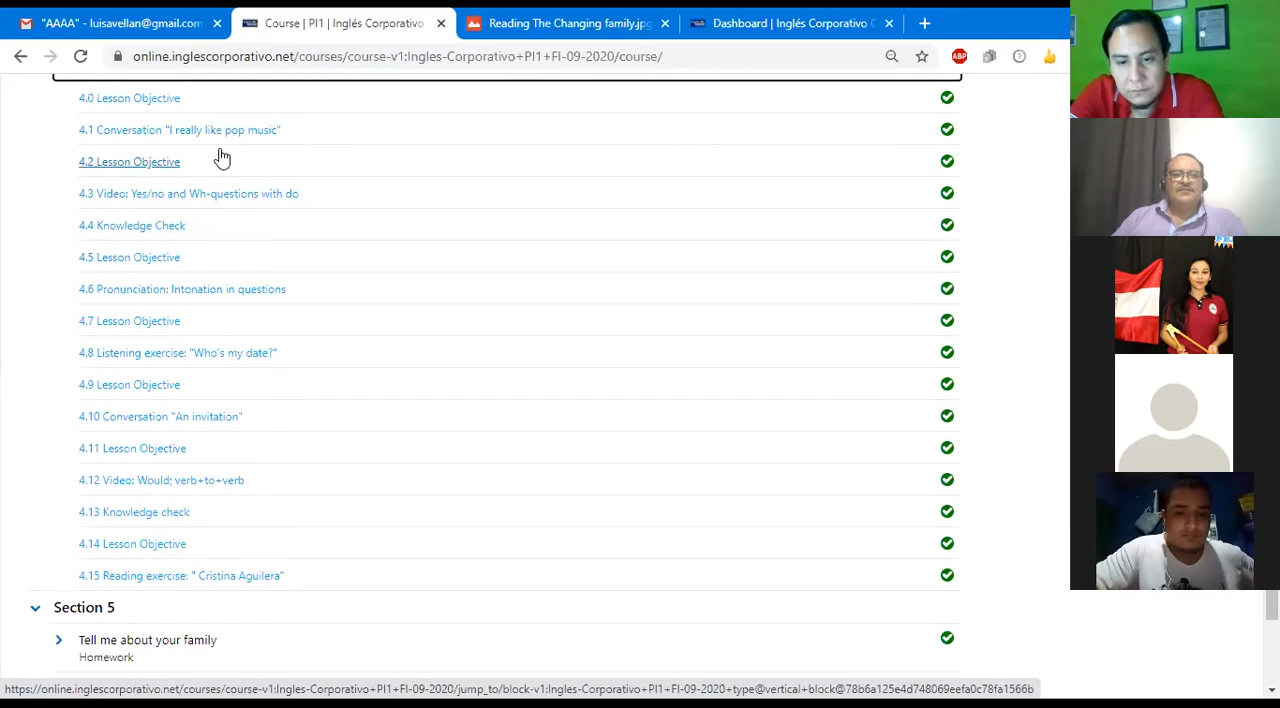 "AAAA" - luisavellan@gmail.com
Course | PI1 | Inglés Corporativo
Reading The Changing family.jpg
Dashboard | Inglés Corporativo C
online.inglescorporativo.net/courses/course-v1:Ingles-Corporativo+PI1+FI-09-2020/course/
ABP
4.0 Lesson Objective
4.1 Conversation "I really like pop music"
4.2 Lesson Objective
4.3 Video: Yes/no and Wh-questions with do
4.4 Knowledge Check
4.5 Lesson Objective
4.6 Pronunciation: Intonation in questions
4.7 Lesson Objective
4.8 Listening exercise: "Who's my date?"
4.9 Lesson Objective
4.10 Conversation "An invitation"
4.11 Lesson Objective
4.12 Video: Would; verb+to+verb
4.13 Knowledge check
4.14 Lesson Objective
4.15 Reading exercise: " Cristina Aguilera"
Section 5
Tell me about your family
Homework
https://online.inglescorporativo.net/courses/course-v1:Ingles-Corporativo+PI1+FI-09-2020/jump_to/block-v1:Ingles-Corporativo+PI1+FI-09-2020+type@vertical+block@78b6a125e4d748069eefa0c78fa1566b